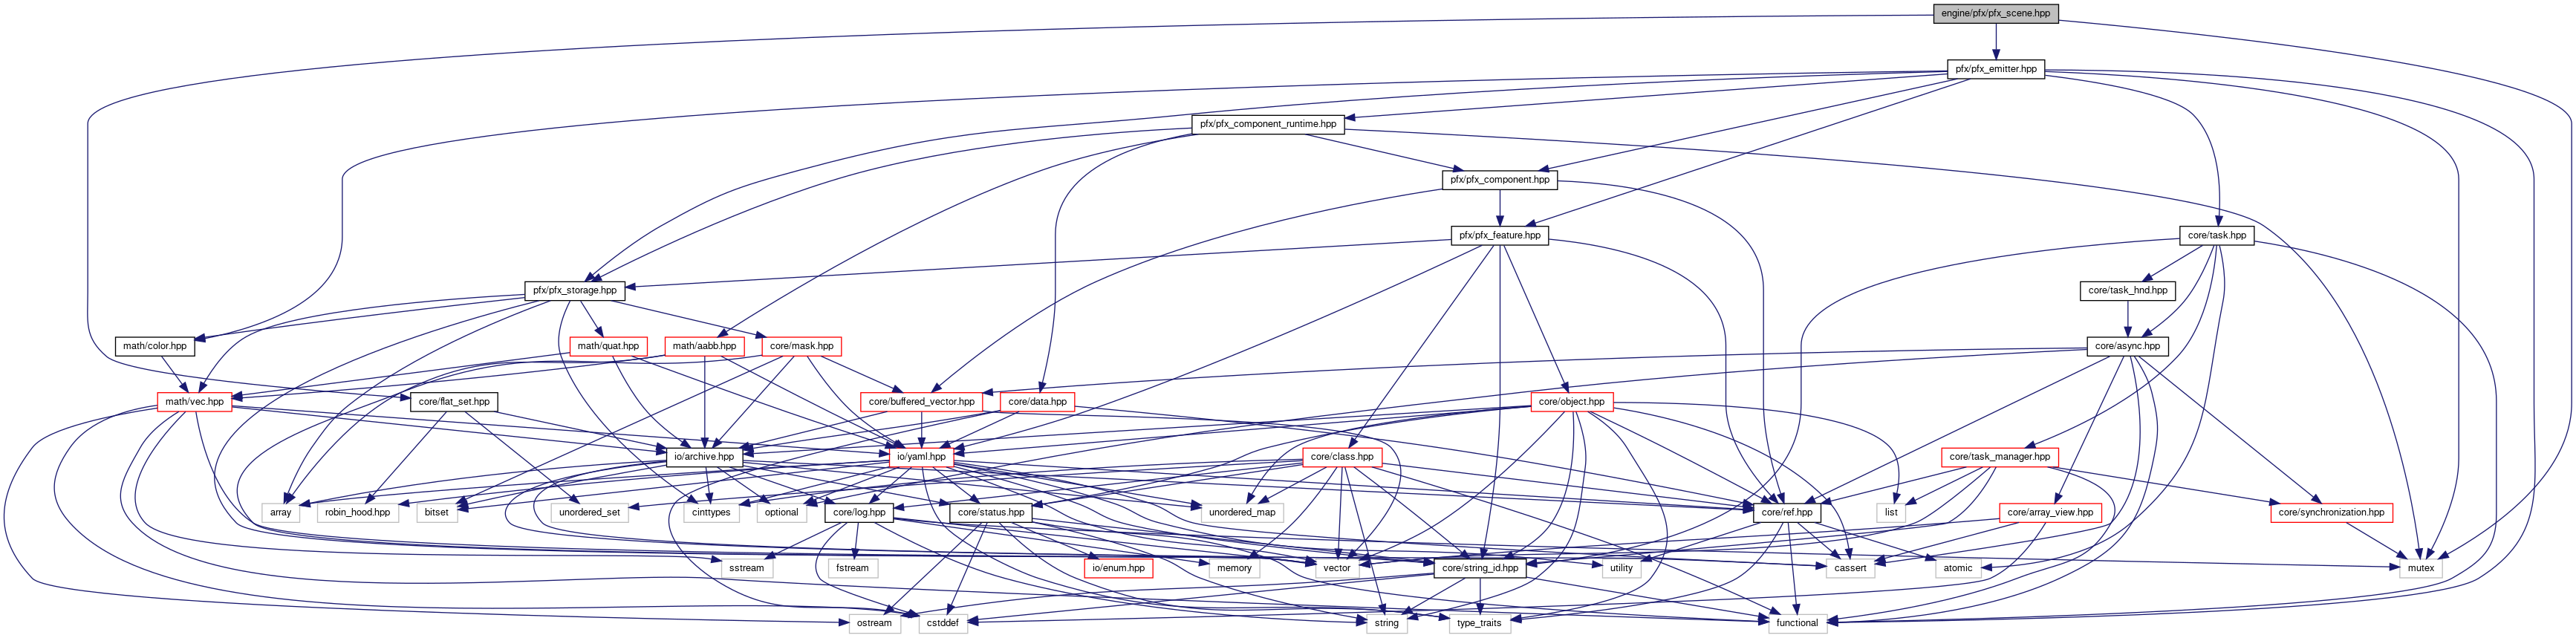 engine/pfx/pfx_scene.hpp
pfx/pfx_emitter.hpp
pfx/pfx_component_runtime.hpp
pfx/pfx_component.hpp
pfx/pfx_feature.hpp
core/task.hpp
pfx/pfx_storage.hpp
core/task_hnd.hpp
math/color.hpp
math/quat.hpp
math/aabb.hpp
core/mask.hpp
core/async.hpp
math/vec.hpp
core/flat_set.hpp
core/buffered_vector.hpp
core/data.hpp
core/object.hpp
io/archive.hpp
io/yaml.hpp
core/class.hpp
core/task_manager.hpp
array
robin_hood.hpp
bitset
unordered_set
cinttypes
optional
core/log.hpp
core/status.hpp
unordered_map
core/ref.hpp
list
core/array_view.hpp
core/synchronization.hpp
sstream
fstream
io/enum.hpp
memory
vector
core/string_id.hpp
utility
cassert
atomic
mutex
ostream
cstddef
string
type_traits
functional